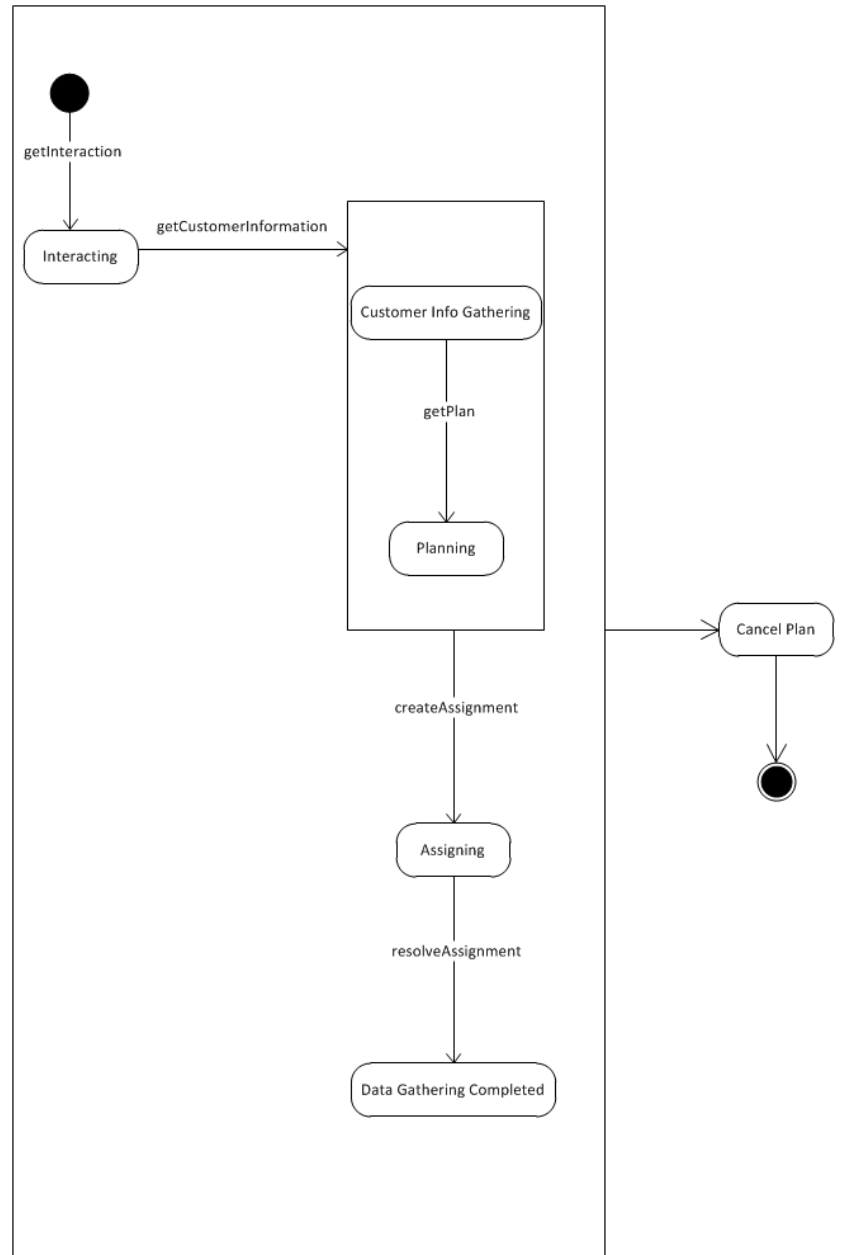 getInteraction
getCustomerInformation
Interacting
Customer Info Gathering
getPlan
Planning
Cancel Plan
createAssignment
Assigning
resolveAssignment
Data Gathering Completed